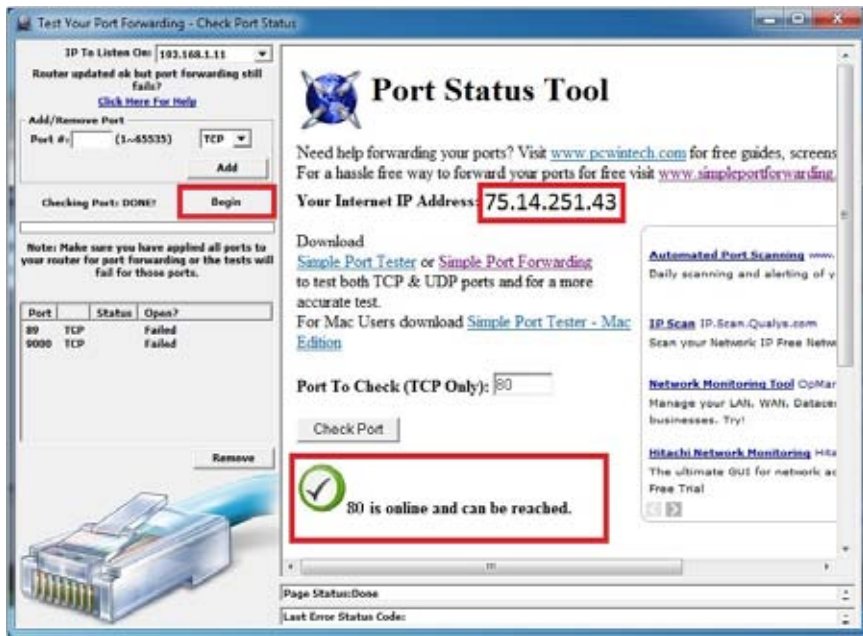 Test Your Port Forwarding - Check Port Status
IP To Listen On: 192.168.1.11
Router updated ok but port forwarding still
fails?
Click Here For Help
Add/Remove Port
Port #: (1~65535) TCP
Add
Checking Port: DONE! Begin
Note: Make sure you have applied all ports to
your router for port forwarding or the tests will
fail for those ports.
Port Status Open?
89 TCP Failed
9000 TCP Failed
Remove
Port Status Tool
Need help forwarding your ports? Visit www.pcwintech.com for free guides, screens
For a hassle free way to forward your ports for free visit www.simpleportforwarding.
Your Internet IP Address: 75.14.251.43
Download
Simple Port Tester or Simple Port Forwarding
to test both TCP & UDP ports and for a more
accurate test.
For Mac Users download Simple Port Tester - Mac
Edition
Port To Check (TCP Only): 80
Check Port
80 is online and can be reached.
Automated Port Scanning www.
Daily scanning and alerting of y
IP Scan IP.Scan.Qualys.com
Scan your Network IP Free Netw
Network Monitoring Tool OpMar
Manage your LAN, WAN, Datace
businesses. Try!
Hitachi Network Monitoring Hita
The ultimate GUI for network ac
Free Trial
Page Status:Done
Last Error Status Code: